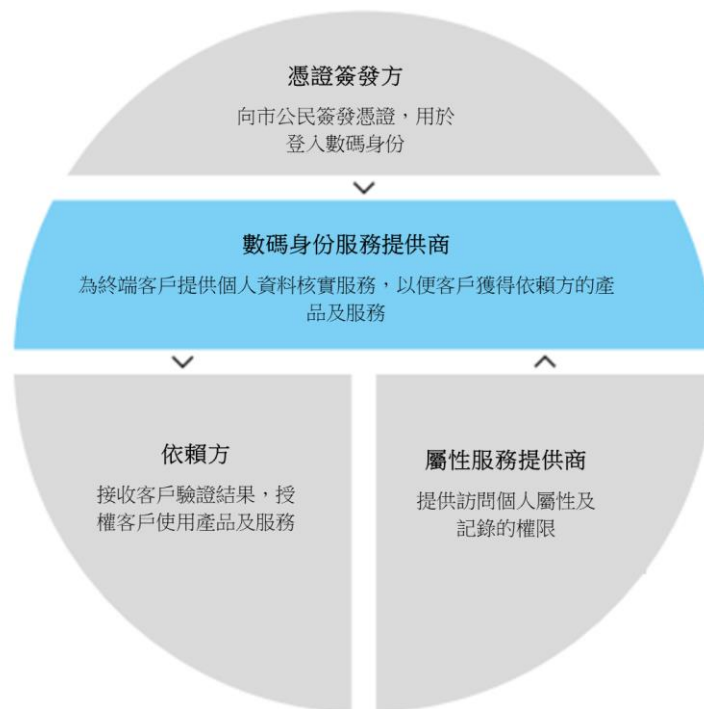 憑證簽發方
向市公民簽發憑證，用於
登入數碼身份
數碼身份服務提供商
為終端客戶提供個人資料核實服務，以便客戶獲得依賴方的產
品及服務
依賴方
接收客戶驗證結果，授
權客戶使用產品及服務
屬性服務提供商
提供訪問個人屬性及
記錄的權限